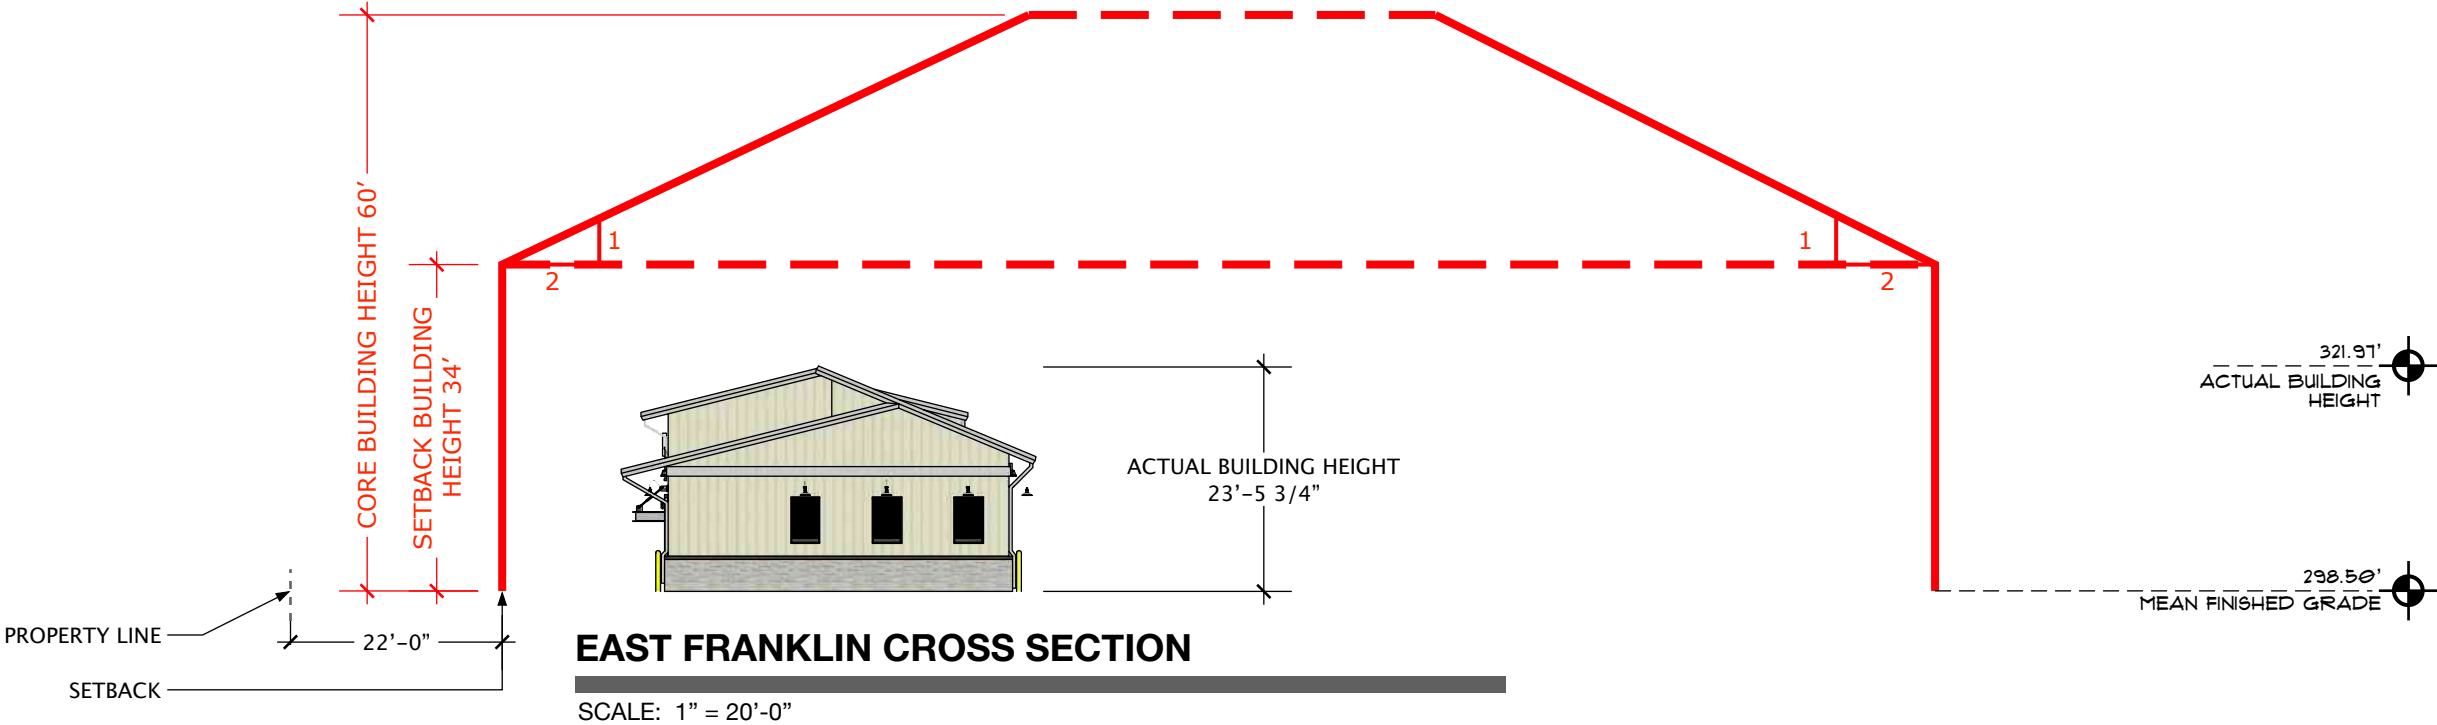 CORE BUILDING HEIGHT 60’
SETBACK BUILDING
HEIGHT 34’
1
2
1
2
321.97’
ACTUAL BUILDING
HEIGHT
ACTUAL BUILDING HEIGHT
23’-5 3/4”
298.50’
MEAN FINISHED GRADE
PROPERTY LINE
22’-0”
SETBACK
EAST FRANKLIN CROSS SECTION
SCALE: 1” = 20’-0”